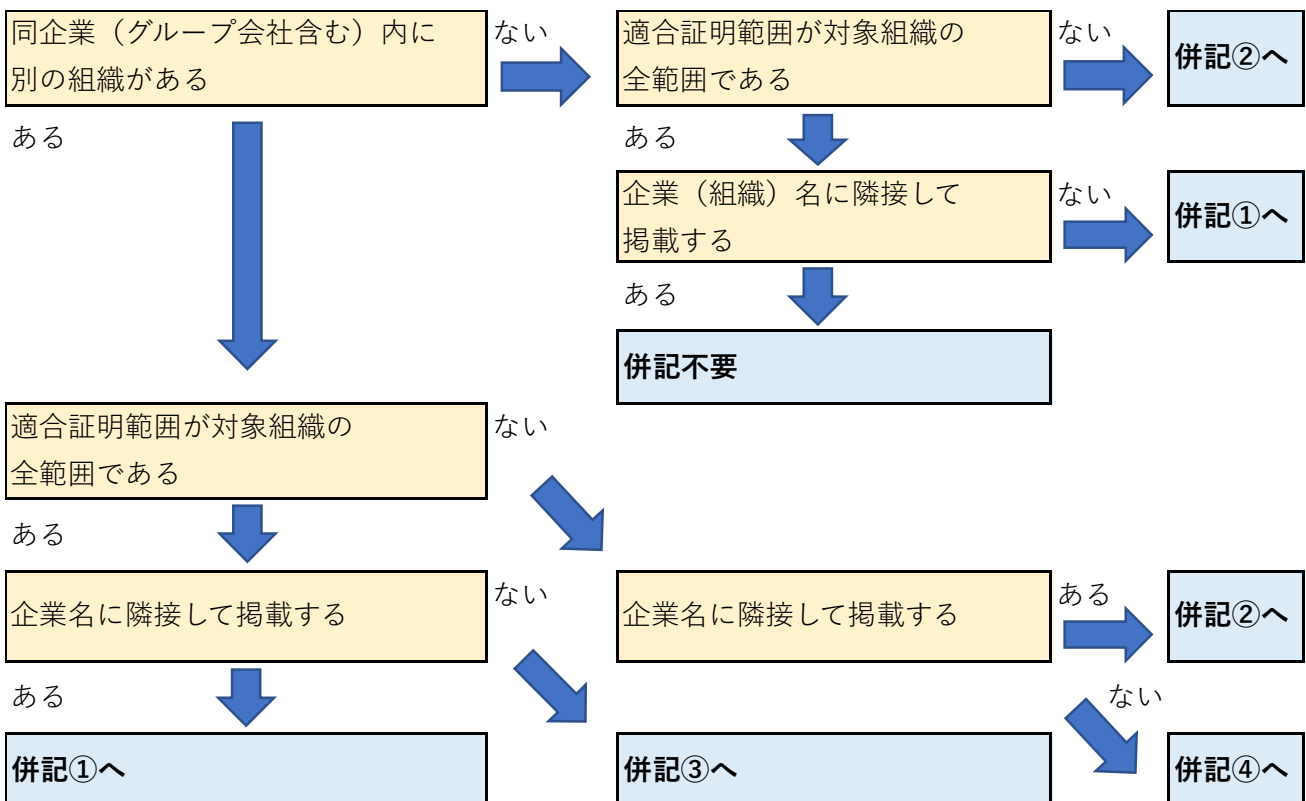 同企業（グループ会社含む）内に
別の組織がある
ない
適合証明範囲が対象組織の
全範囲である
ない
併記②へ
ある
ある
企業（組織）名に隣接して
掲載する
ない
併記①へ
ある
併記不要
適合証明範囲が対象組織の
全範囲である
ない
ある
企業名に隣接して掲載する
ない
企業名に隣接して掲載する
ある
併記②へ
ある
ない
併記①へ
併記③へ
併記④へ